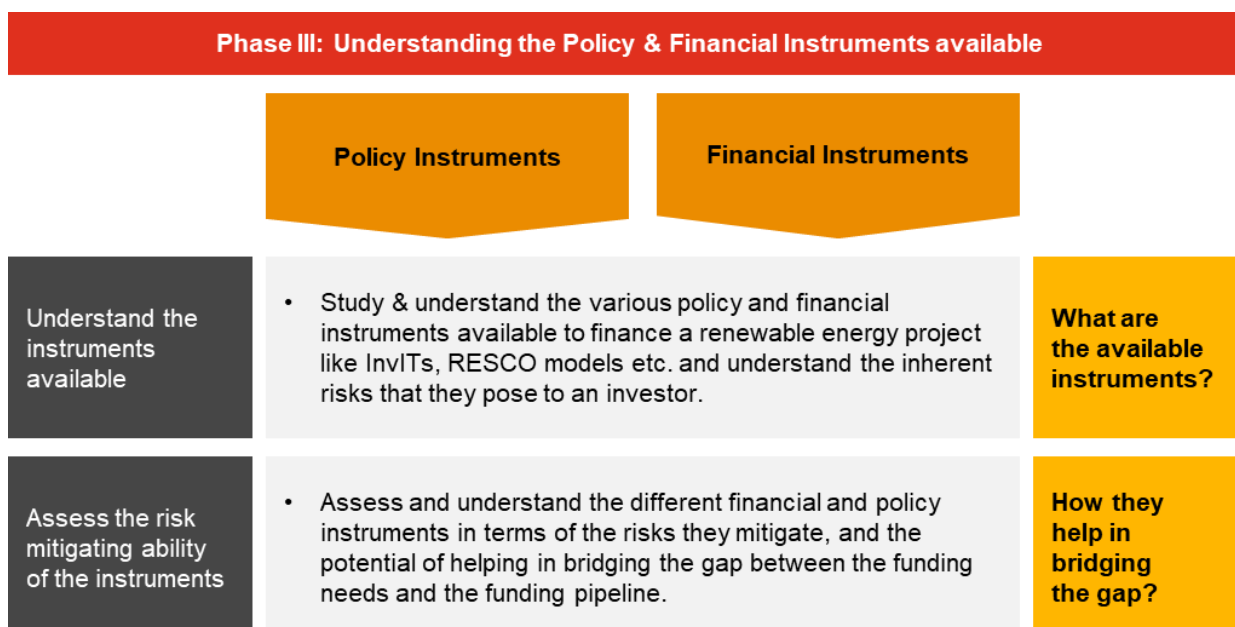 Phase III: Understanding the Policy & Financial Instruments available
Policy Instruments
Financial Instruments
Understand the
instruments
available
• Study & understand the various policy and financial
instruments available to finance a renewable energy project
like InvITs, RESCO models etc. and understand the inherent
risks that they pose to an investor.
What are
the available
instruments?
Assess the risk
mitigating ability
of the instruments
• Assess and understand the different financial and policy
instruments in terms of the risks they mitigate, and the
potential of helping in bridging the gap between the funding
needs and the funding pipeline.
How they
help in
bridging
the gap?